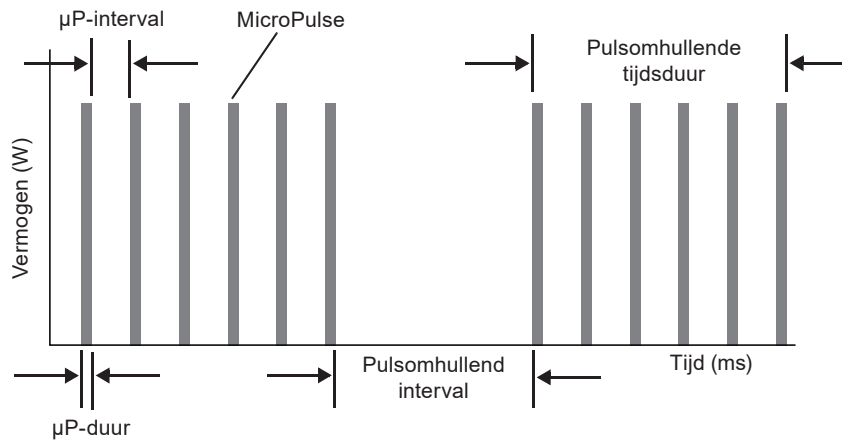 µP-interval
MicroPulse
Pulsomhullende
tijdsduur
Vermogen (W)
Pulsomhullend
interval
Tijd (ms)
µP-duur